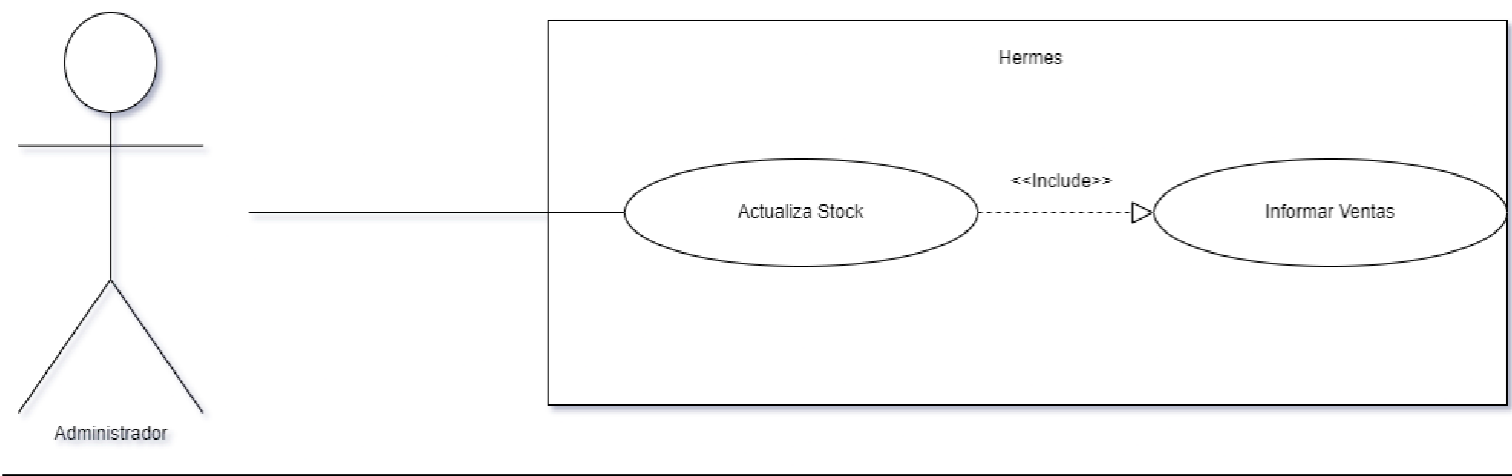 Hermes
<<Include>>
Actualiza Stock
Informar Ventas
Administrador